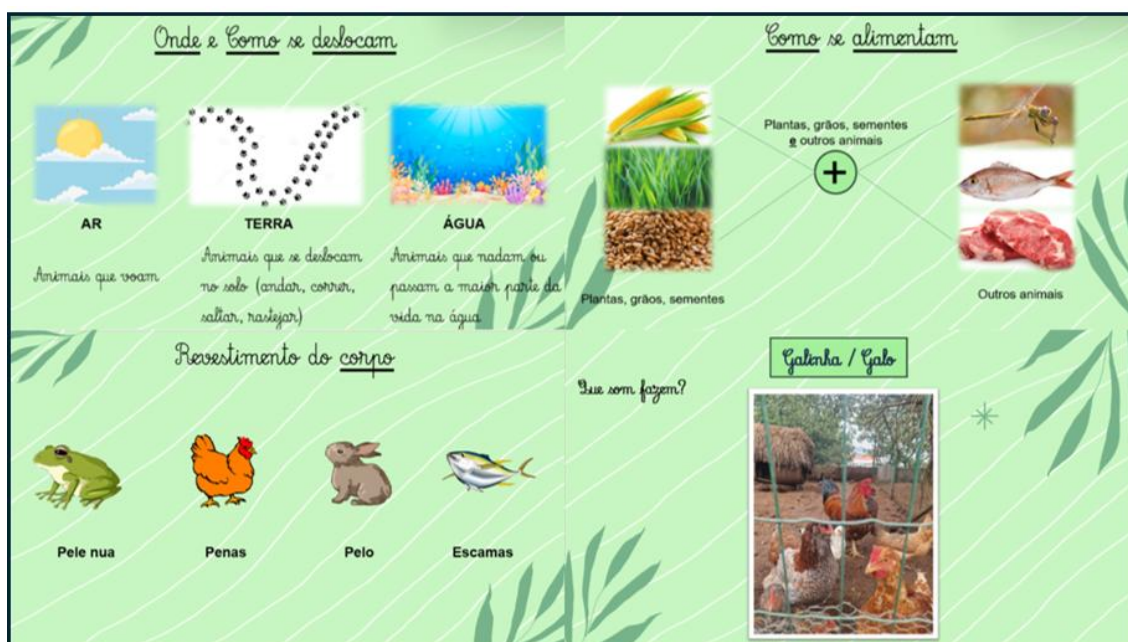 Onde e Como se deslocam
AR
Animais que voam
TERRA
Animais que se deslocam
no solo (andar, correr,
saltar, rastejar)
ÁGUA
Animais que nadam ou
passam a maior parte da
vida na água
Como se alimentam
Plantas, grãos, sementes
e outros animais
+
Plantas, grãos, sementes
Outros animais
Revestimento do corpo
Pele nua
Penas
Pelo
Escamas
Galinha / Galo
Que som fazem?